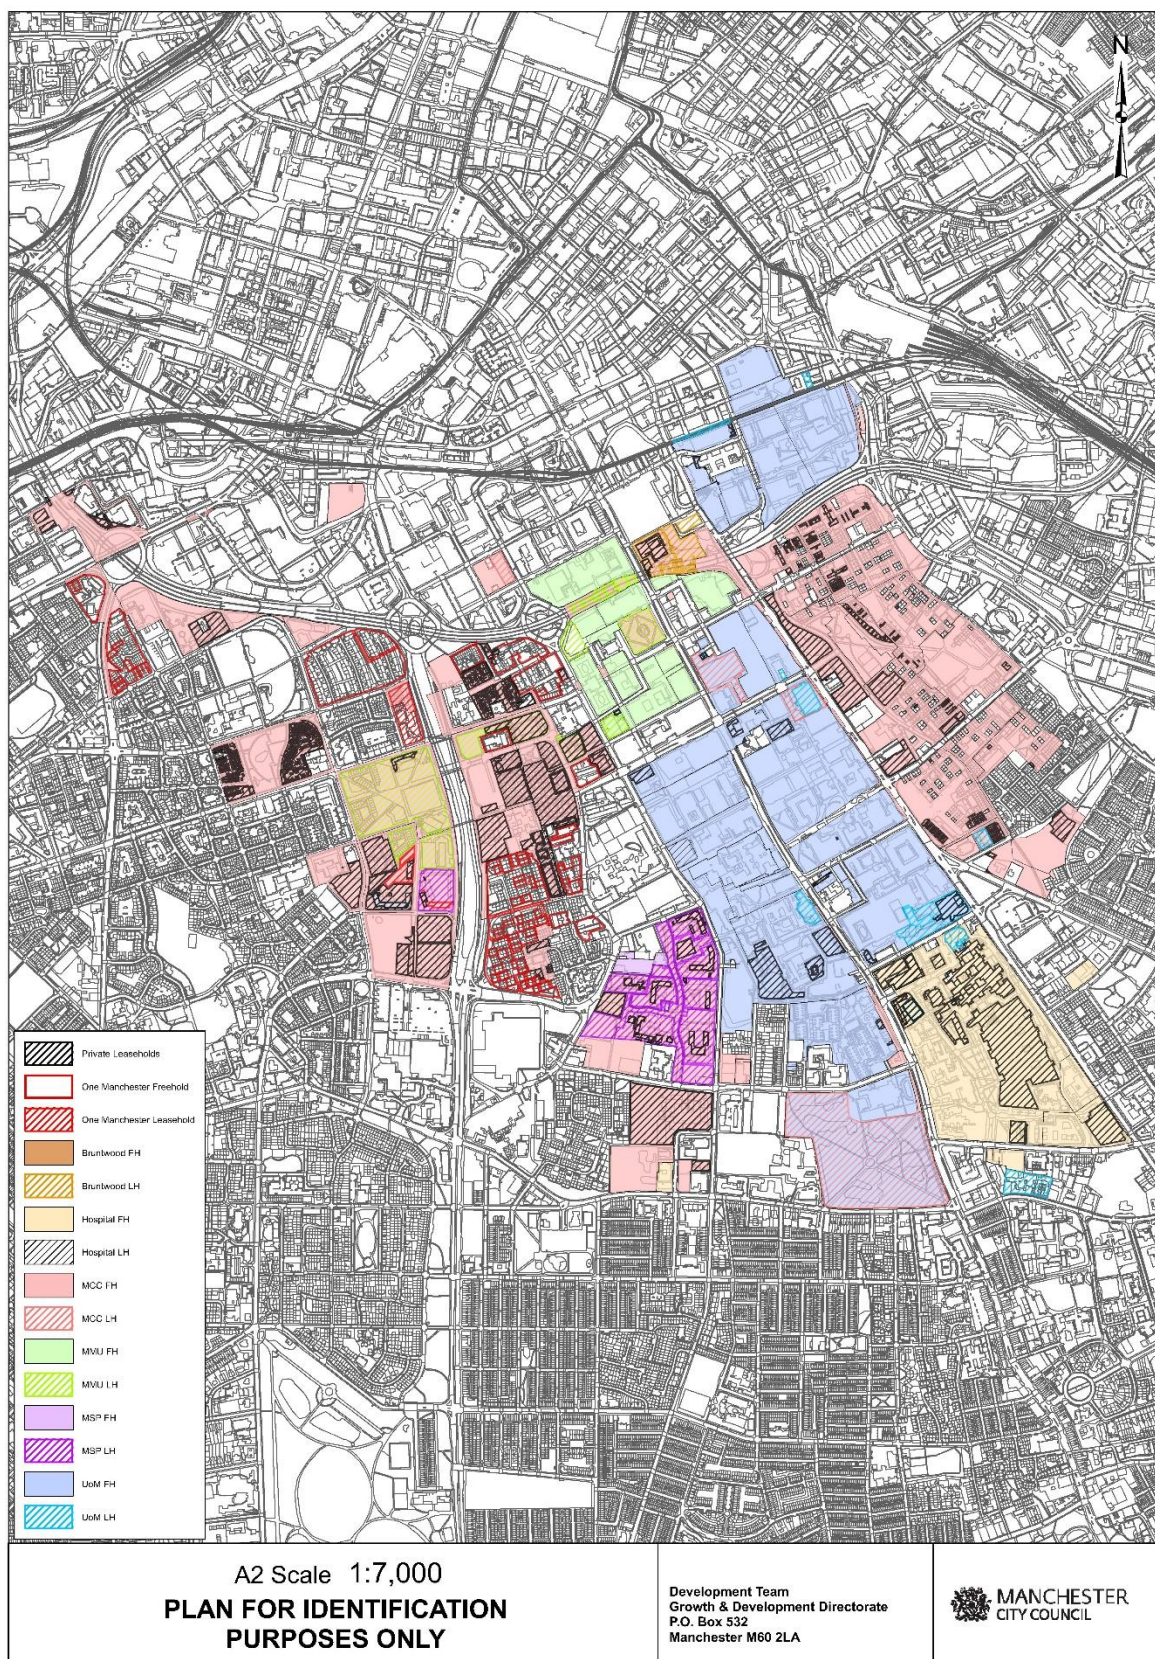 N
Private Leaseholds
One Manchester Freehold
One Manchester Leasehold
Bruntwood FH
Bruntwood LH
Hospital FH
Hospital LH
MCC FH
MCC LH
MMU FH
MMU LH
MSP FH
MSP LH
UoM FH
UoM LH
A2 Scale 1:7,000
PLAN FOR IDENTIFICATION
PURPOSES ONLY
Development Team
Growth & Development Directorate
P.O. Box 532
Manchester M60 2LA
MANCHESTER
CITY COUNCIL